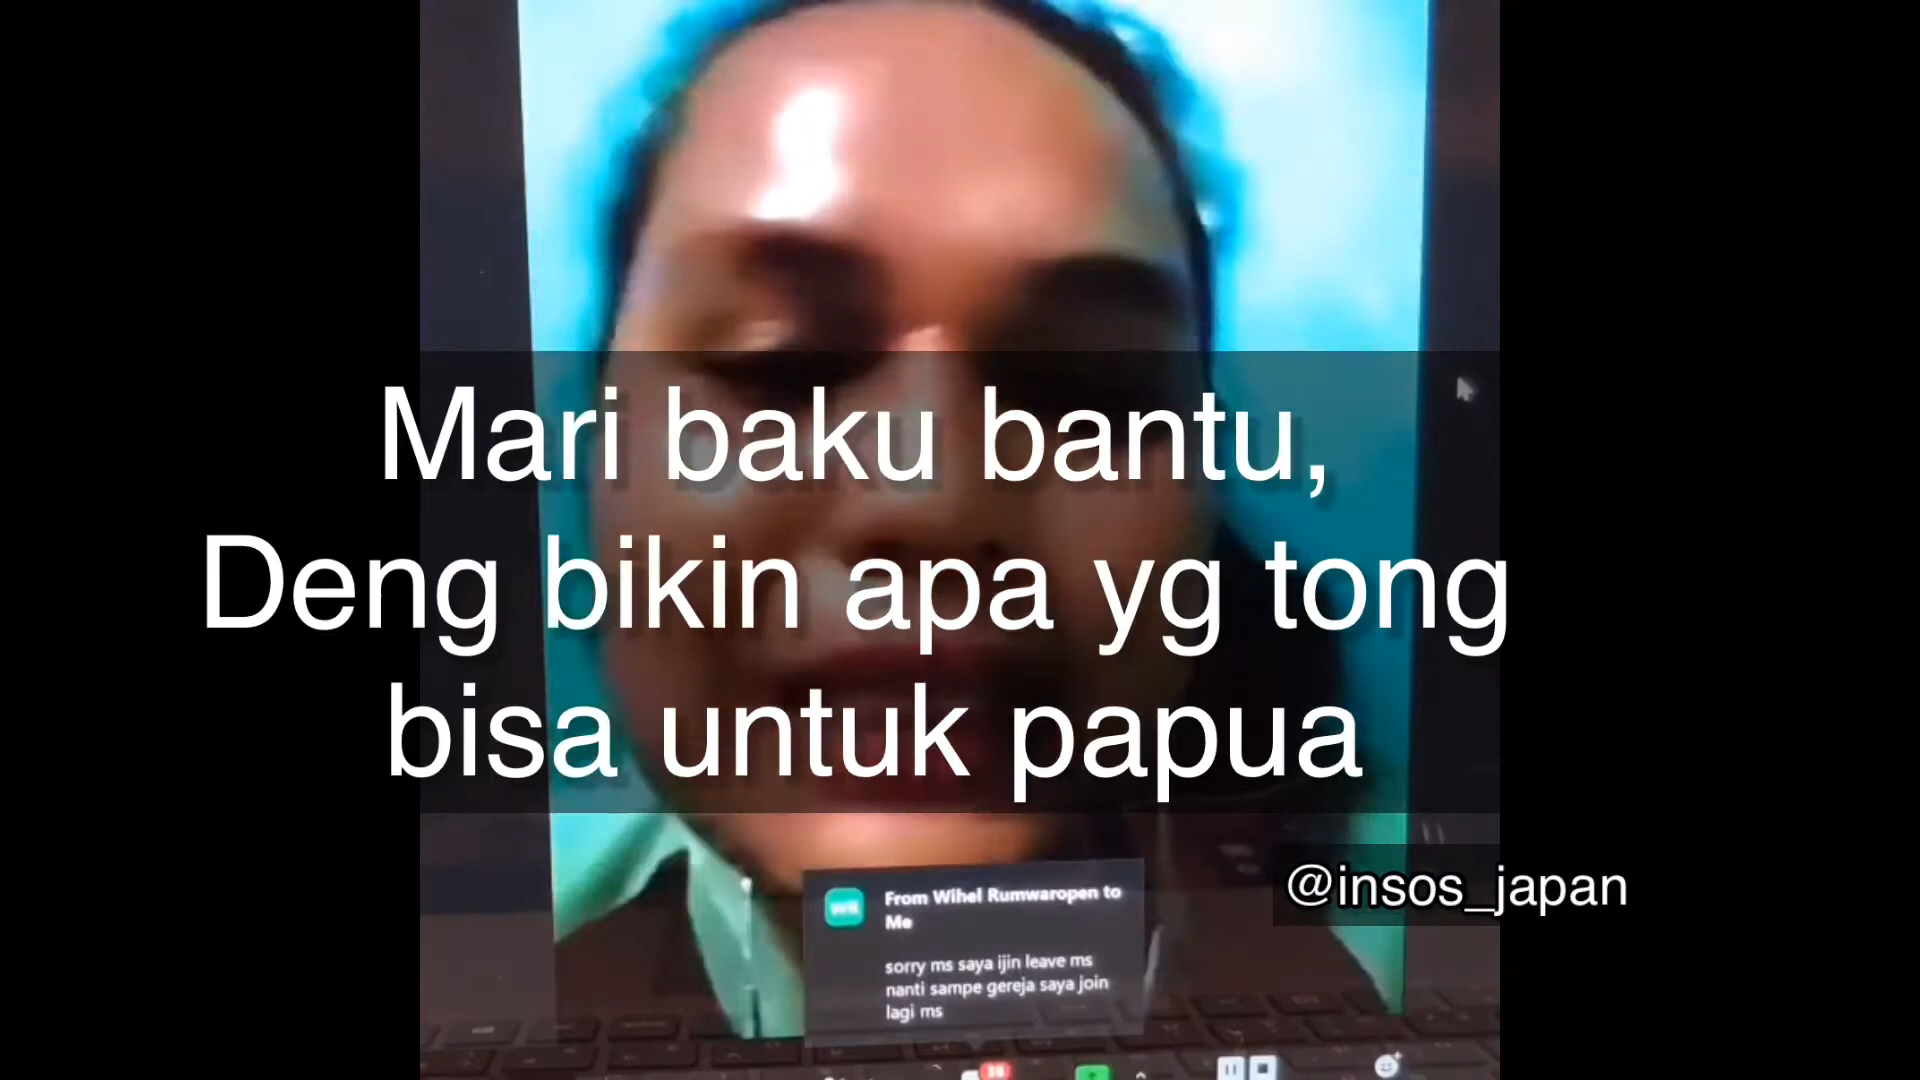 Mari baku bantu,
Deng bikin apa yg tong
bisa untuk papua
@insos_japan
From Wihel Rumwaropen to
Me
sorry ms saya ijin leave ms
nanti sampe gereja saya join
lagi ms